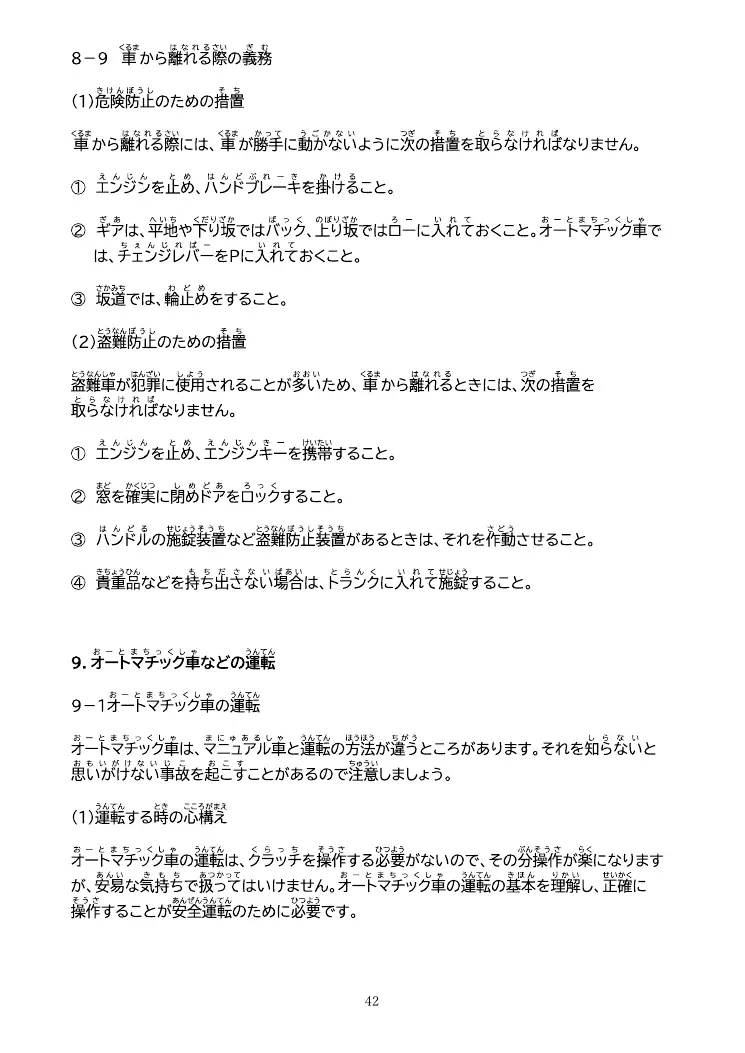 8－9　車から離れる際の義務
（1）危険防止のための措置
車から離れる際には、車が勝手に動かないように次の措置を取らなければなりません。
①　エンジンを止め、ハンドブレーキを掛けること。
②　ギアは、平地や下り坂ではバック、上り坂ではローに入れておくこと。オートマチック車で
は、チェンジレバーをPに入れておくこと。
③　坂道では、輪止めをすること。
（2）盗難防止のための措置
盗難車が犯罪に使用されることが多いため、車から離れるときには、次の措置を
取らなければなりません。
①　エンジンを止め、エンジンキーを携帯すること。
②　窓を確実に閉めドアをロックすること。
③　ハンドルの施錠装置など盗難防止装置があるときは、それを作動させること。
④　貴重品などを持ち出さない場合は、トランクに入れて施錠すること。
9．オートマチック車などの運転
9－1オートマチック車の運転
オートマチック車は、マニュアル車と運転の方法が違うところがあります。それを知らないと
思いがけない事故を起こすことがあるので注意しましょう。
（1）運転する時の心構え
オートマチック車の運転は、クラッチを操作する必要がないので、その分操作が楽になります
が、安易な気持ちで扱ってはいけません。オートマチック車の運転の基本を理解し、正確に
操作することが安全運転のために必要です。
42